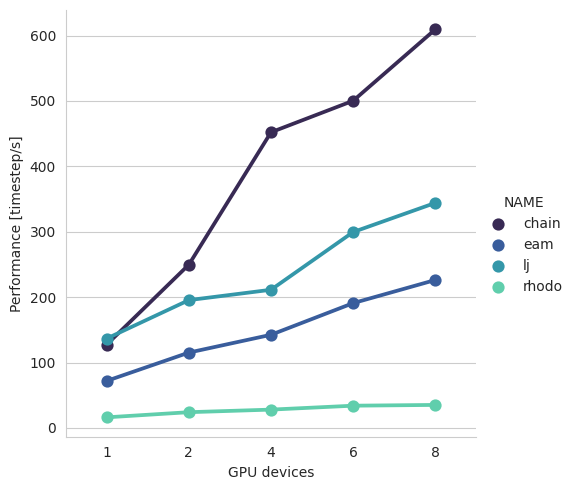 600
500
400
300
200
100
0
Performance [timestep/s]
1 2 4 6 8
GPU devices
NAME
chain
eam
lj
rhodo